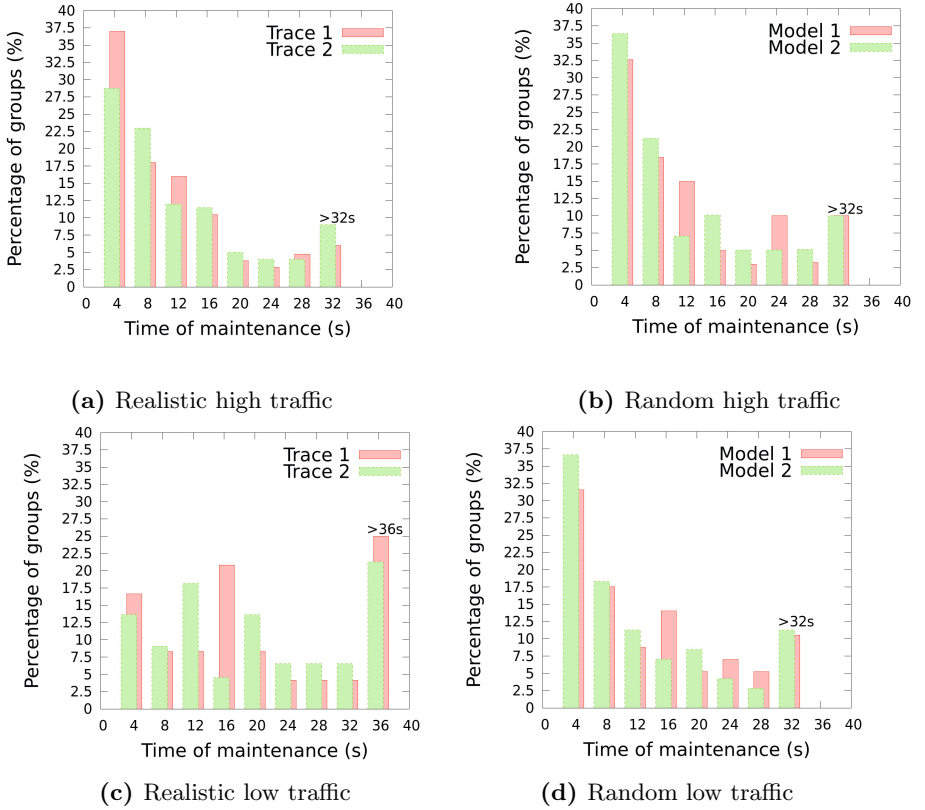 40
37.5
35
32.5
30
27.5
25
22.5
20
17.5
15
12.5
10
7.5
5
2.5
0
Percentage of groups (%)
Trace 1
Trace 2
>32s
0 4 8 12 16 20 24 28 32 36 40
Time of maintenance (s)
(a) Realistic high traffic
40
37.5
35
32.5
30
27.5
25
22.5
20
17.5
15
12.5
10
7.5
5
2.5
0
Percentage of groups (%)
Model 1
Model 2
>32s
0 4 8 12 16 20 24 28 32 36 40
Time of maintenance (s)
(b) Random high traffic
40
37.5
35
32.5
30
27.5
25
22.5
20
17.5
15
12.5
10
7.5
5
2.5
0
Percentage of groups (%)
Trace 1
Trace 2
>36s
0 4 8 12 16 20 24 28 32 36 40
Time of maintenance (s)
(c) Realistic low traffic
40
37.5
35
32.5
30
27.5
25
22.5
20
17.5
15
12.5
10
7.5
5
2.5
0
Percentage of groups (%)
Model 1
Model 2
>32s
0 4 8 12 16 20 24 28 32 36 40
Time of maintenance (s)
(d) Random low traffic